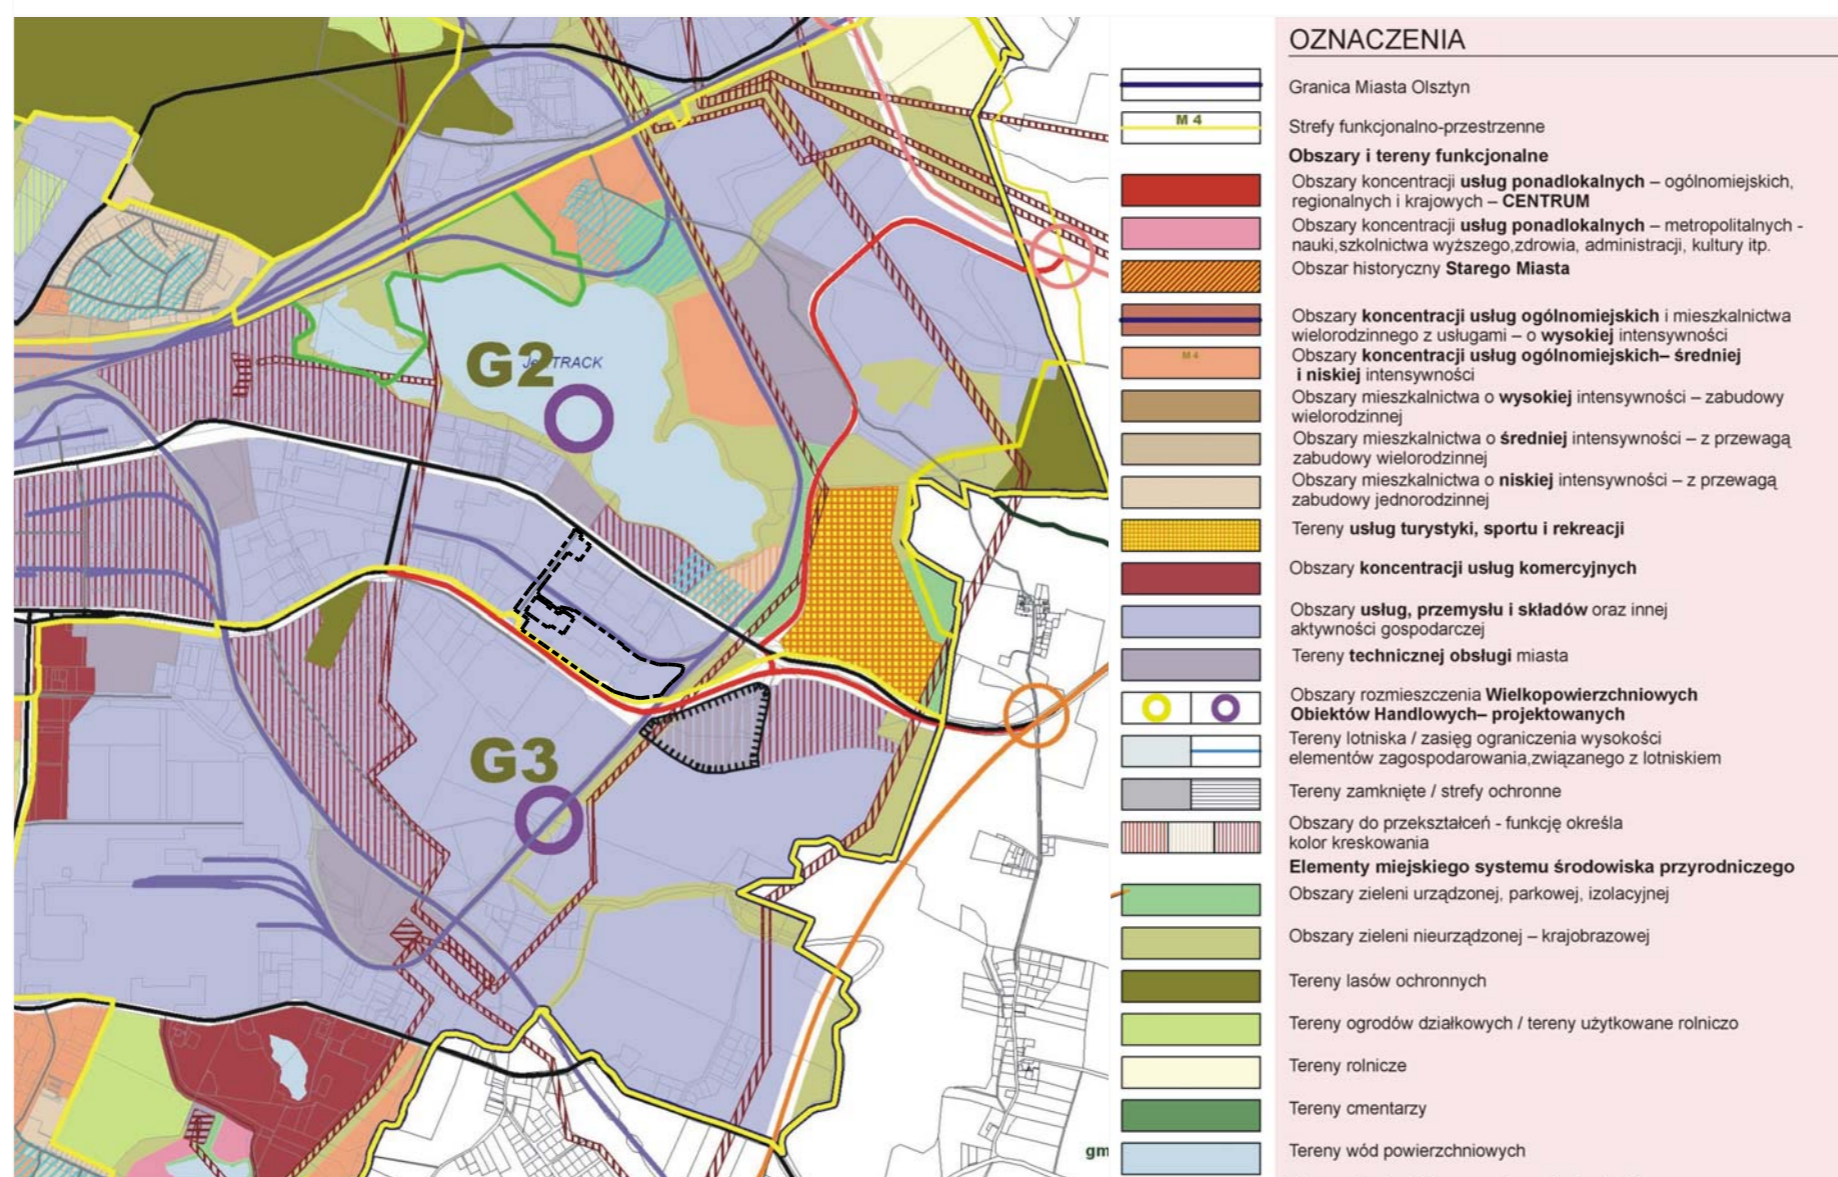 G2
TRACK
G3
gm
OZNACZENIA
Granica Miasta Olsztyn
M 4
Strefy funkcjonalno-przestrzenne
Obszary i tereny funkcjonalne
Obszary koncentracji usług ponadlokalnych – ogólnomiejskich,
regionalnych i krajowych – CENTRUM
Obszary koncentracji usług ponadlokalnych – metropolitalnych -
nauki,szkolnictwa wyższego,zdrowia, administracji, kultury itp.
Obszar historyczny Starego Miasta
Obszary koncentracji usług ogólnomiejskich i mieszkalnictwa
wielorodzinnego z usługami – o wysokiej intensywności
M 4
Obszary koncentracji usług ogólnomiejskich– średniej
i niskiej intensywności
Obszary mieszkalnictwa o wysokiej intensywności – zabudowy
wielorodzinnej
Obszary mieszkalnictwa o średniej intensywności – z przewagą
zabudowy wielorodzinnej
Obszary mieszkalnictwa o niskiej intensywności – z przewagą
zabudowy jednorodzinnej
Tereny usług turystyki, sportu i rekreacji
Obszary koncentracji usług komercyjnych
Obszary usług, przemysłu i składów oraz innej
aktywności gospodarczej
Tereny technicznej obsługi miasta
Obszary rozmieszczenia Wielkopowierzchniowych
Obiektów Handlowych– projektowanych
Tereny lotniska / zasięg ograniczenia wysokości
elementów zagospodarowania,związanego z lotniskiem
Tereny zamknięte / strefy ochronne
Obszary do przekształceń - funkcję określa
kolor kreskowania
Elementy miejskiego systemu środowiska przyrodniczego
Obszary zieleni urządzonej, parkowej, izolacyjnej
Obszary zieleni nieurządzonej – krajobrazowej
Tereny lasów ochronnych
Tereny ogrodów działkowych / tereny użytkowane rolniczo
Tereny rolnicze
Tereny cmentarzy
Tereny wód powierzchniowych